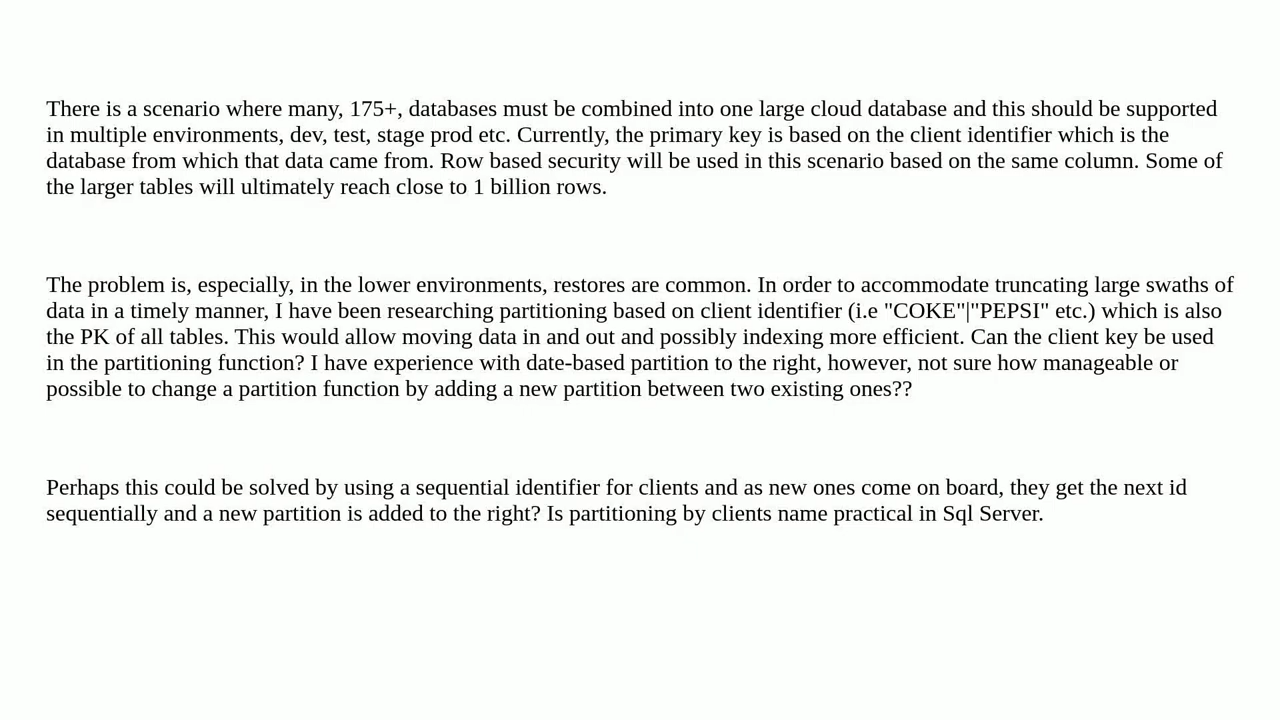 There is a scenario where many, 175+, databases must be combined into one large cloud database and this should be supported
in multiple environments, dev, test, stage prod etc. Currently, the primary key is based on the client identifier which is the
database from which that data came from. Row based security will be used in this scenario based on the same column. Some of
the larger tables will ultimately reach close to 1 billion rows.
The problem is, especially, in the lower environments, restores are common. In order to accommodate truncating large swaths of
data in a timely manner, I have been researching partitioning based on client identifier (i.e "COKE"|"PEPSI" etc.) which is also
the PK of all tables. This would allow moving data in and out and possibly indexing more efficient. Can the client key be used
in the partitioning function? I have experience with date-based partition to the right, however, not sure how manageable or
possible to change a partition function by adding a new partition between two existing ones??
Perhaps this could be solved by using a sequential identifier for clients and as new ones come on board, they get the next id
sequentially and a new partition is added to the right? Is partitioning by clients name practical in Sql Server.